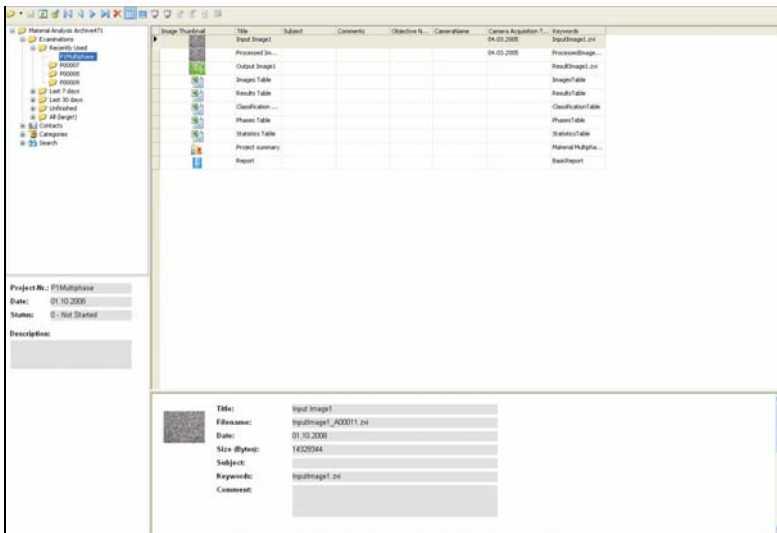 Material Analysis Archive471
Examinations
Recently Used
P1Multiphase
P00007
P00008
P00009
Last 7 days
Last 30 days
Unfinished
All (large!)
Contacts
Categories
Search
Image Thumbnail Title Subject Comments Objective N... CameraName Camera Acquisition T... Keywords
Input Image1 04.03.2005 InputImage1.zvi
Processed Im... 04.03.2005 ProcessedImage...
Output Image1 ResultImage1.zvi
Images Table ImagesTable
Results Table ResultsTable
Classification ... ClassificationTable
Phases Table PhasesTable
Statistics Table StatisticsTable
Project summary Material Multipha...
Report BasicReport
Project-Nr.: P1Multiphase
Date: 01.10.2008
Status: 0 - Not Started
Description:
Title: Input Image1
Filename: InputImage1_A00011.zvi
Date: 01.10.2008
Size (Bytes): 14329344
Subject:
Keywords: InputImage1.zvi
Comment: